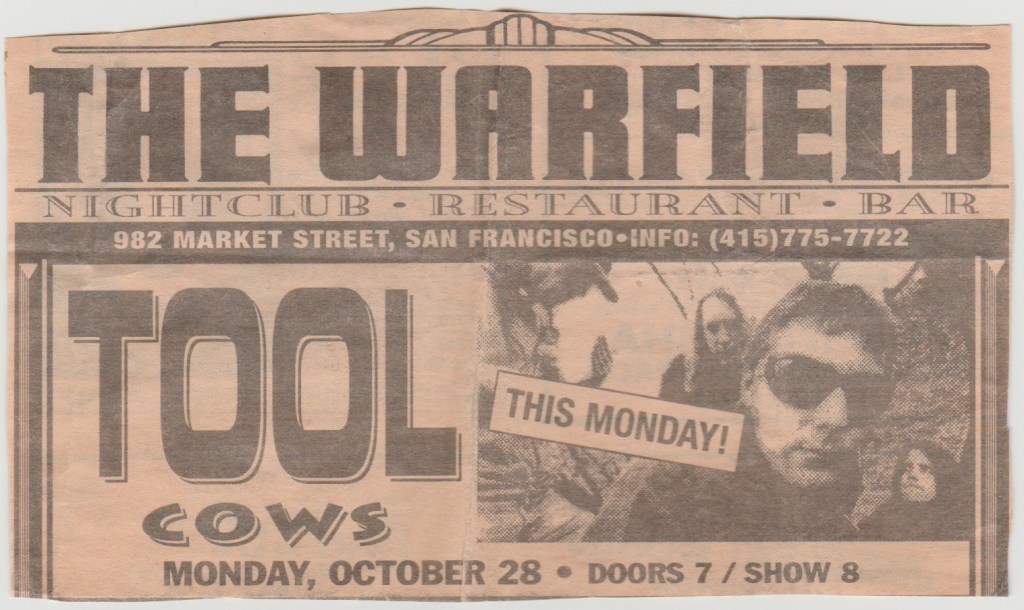 THE WARFIELD
NIGHTCLUB • RESTAURANT • BAR
982 MARKET STREET, SAN FRANCISCO•INFO: (415)775-7722
TOOL
THIS MONDAY!
COWS
MONDAY, OCTOBER 28 • DOORS 7 / SHOW 8